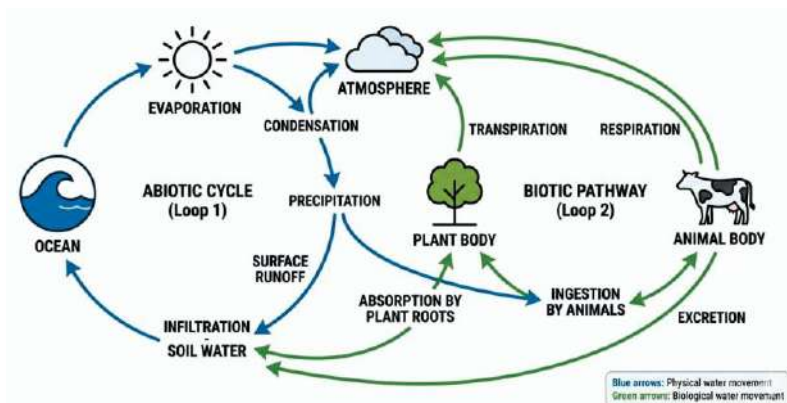 EVAPORATION
ATMOSPHERE
CONDENSATION
TRANSPIRATION
RESPIRATION
ABIOTIC CYCLE
(Loop 1)
PRECIPITATION
BIOTIC PATHWAY
(Loop 2)
OCEAN
PLANT BODY
ANIMAL BODY
SURFACE
RUNOFF
ABSORPTION BY
PLANT ROOTS
INGESTION
BY ANIMALS
EXCRETION
INFILTRATION -
SOIL WATER
Blue arrows: Physical water movement
Green arrows: Biological water movement